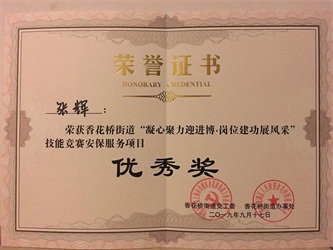 荣誉证书
HONORARY CREDENTIAL
张辉：
荣获香花桥街道“凝心聚力迎进博·岗位建功展风采”
技能竞赛安保服务项目
优秀奖
香花桥街道党工委 香花桥街道办事处
二〇一九年九月十七日